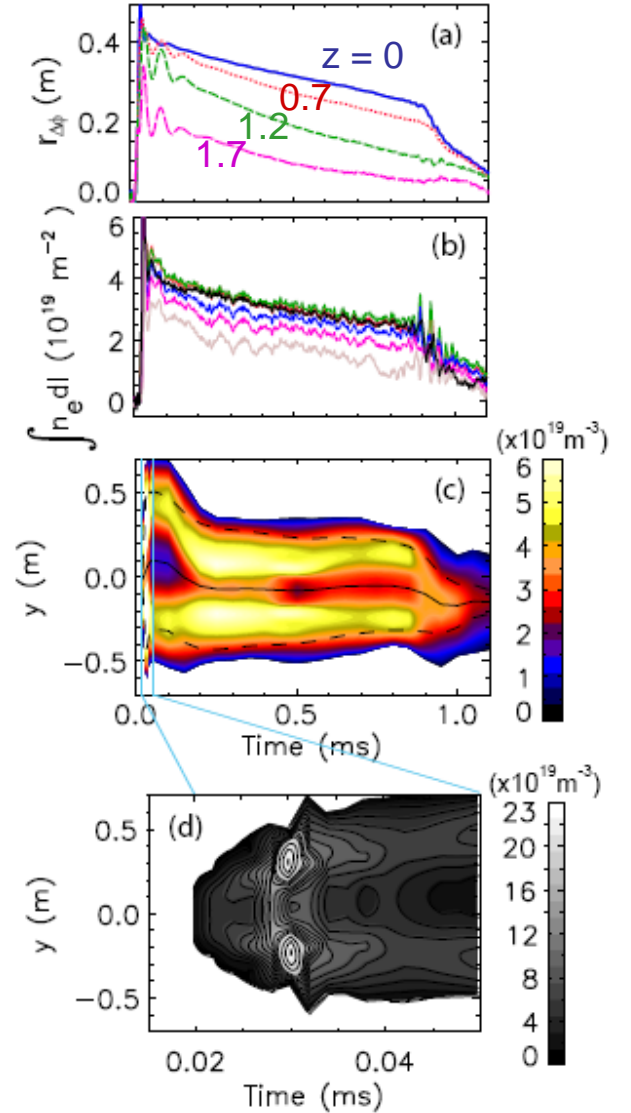 (a)
z = 0
0.7
1.2
1.7
r_Δϕ (m)
0.4
0.2
0.0
(b)
∫ n_e dl (10^19 m^−2)
6
4
2
0
(x10^19 m^-3)
(c)
y (m)
0.5
0.0
−0.5
6
5
4
3
2
1
0
0.0 0.5 1.0
Time (ms)
(x10^19 m^-3)
(d)
y (m)
0.5
0.0
−0.5
23
20
16
12
8
4
0
0.02 0.04
Time (ms)